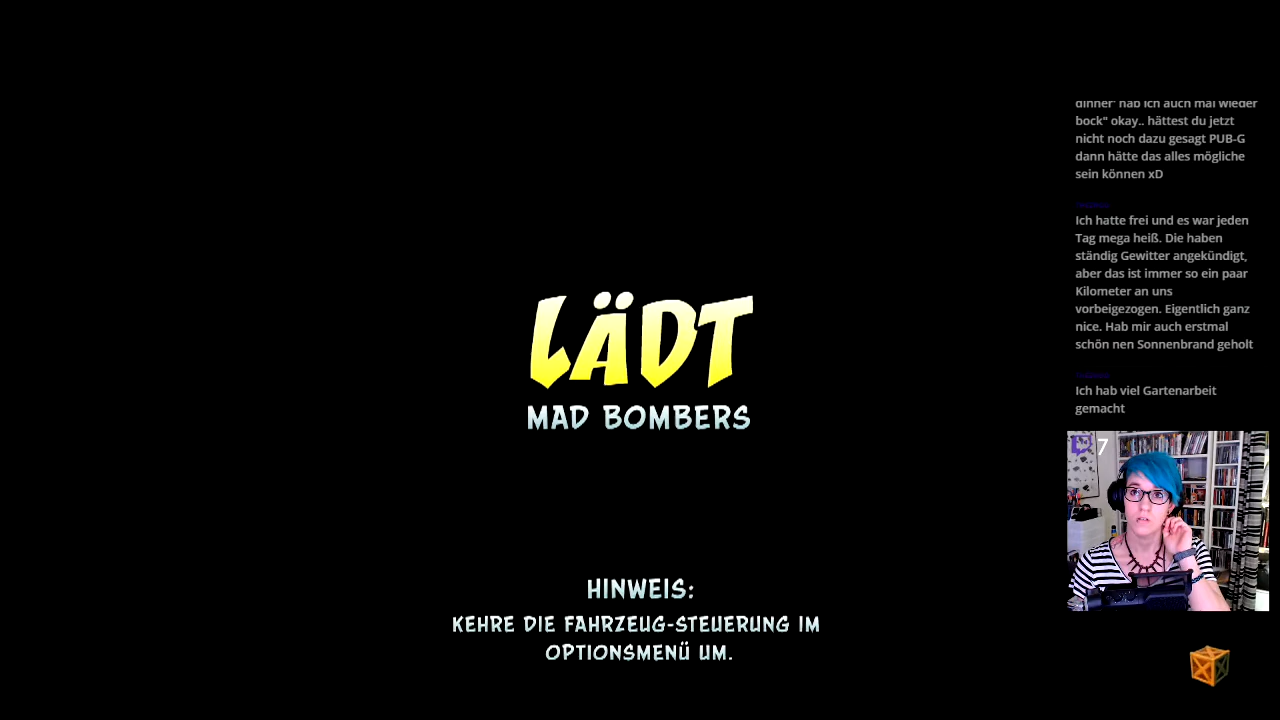 LÄDT
MAD BOMBERS
HINWEIS:
KEHRE DIE FAHRZEUG-STEUERUNG IM
OPTIONSMENÜ UM.
dinner' hab ich auch mal wieder
bock" okay.. hättest du jetzt
nicht noch dazu gesagt PUB-G
dann hätte das alles mögliche
sein können xD
Ich hatte frei und es war jeden
Tag mega heiß. Die haben
ständig Gewitter angekündigt,
aber das ist immer so ein paar
Kilometer an uns
vorbeigezogen. Eigentlich ganz
nice. Hab mir auch erstmal
schön nen Sonnenbrand geholt
Ich hab viel Gartenarbeit
gemacht
7